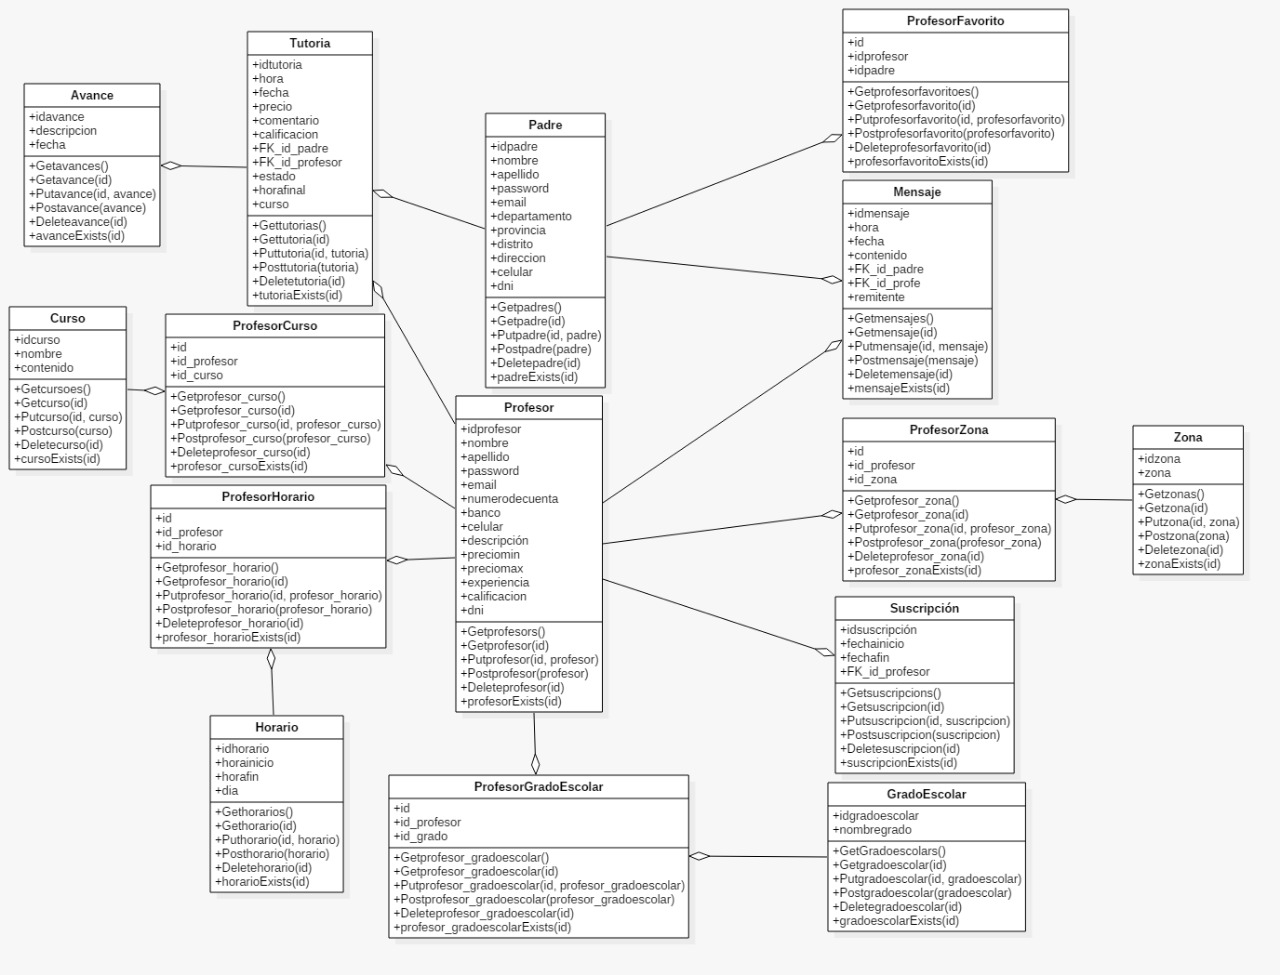 Tutoria
+idtutoria
+hora
+fecha
+precio
+comentario
+calificacion
+FK_id_padre
+FK_id_profesor
+estado
+horafinal
+curso
+Gettutorias()
+Gettutoria(id)
+Puttutoria(id, tutoria)
+Posttutoria(tutoria)
+Deletetutoria(id)
+tutoriaExists(id)
Avance
+idavance
+descripcion
+fecha
+Getavances()
+Getavance(id)
+Putavance(id, avance)
+Postavance(avance)
+Deleteavance(id)
+avanceExists(id)
Padre
+idpadre
+nombre
+apellido
+password
+email
+departamento
+provincia
+distrito
+direccion
+celular
+dni
+Getpadres()
+Getpadre(id)
+Putpadre(id, padre)
+Postpadre(padre)
+Deletepadre(id)
+padreExists(id)
ProfesorFavorito
+id
+idprofesor
+idpadre
+Getprofesorfavoritoes()
+Getprofesorfavorito(id)
+Putprofesorfavorito(id, profesorfavorito)
+Postprofesorfavorito(profesorfavorito)
+Deleteprofesorfavorito(id)
+profesorfavoritoExists(id)
Mensaje
+idmensaje
+hora
+fecha
+contenido
+FK_id_padre
+FK_id_profe
+remitente
+Getmensajes()
+Getmensaje(id)
+Putmensaje(id, mensaje)
+Postmensaje(mensaje)
+Deletemensaje(id)
+mensajeExists(id)
Curso
+idcurso
+nombre
+contenido
+Getcursoes()
+Getcurso(id)
+Putcurso(id, curso)
+Postcurso(curso)
+Deletecurso(id)
+cursoExists(id)
ProfesorCurso
+id
+id_profesor
+id_curso
+Getprofesor_curso()
+Getprofesor_curso(id)
+Putprofesor_curso(id, profesor_curso)
+Postprofesor_curso(profesor_curso)
+Deleteprofesor_curso(id)
+profesor_cursoExists(id)
Profesor
+idprofesor
+nombre
+apellido
+password
+email
+numerodecuenta
+banco
+celular
+descripción
+preciomin
+preciomax
+experiencia
+calificacion
+dni
+Getprofesors()
+Getprofesor(id)
+Putprofesor(id, profesor)
+Postprofesor(profesor)
+Deleteprofesor(id)
+profesorExists(id)
ProfesorZona
+id
+id_profesor
+id_zona
+Getprofesor_zona()
+Getprofesor_zona(id)
+Putprofesor_zona(id, profesor_zona)
+Postprofesor_zona(profesor_zona)
+Deleteprofesor_zona(id)
+profesor_zonaExists(id)
Zona
+idzona
+zona
+Getzonas()
+Getzona(id)
+Putzona(id, zona)
+Postzona(zona)
+Deletezona(id)
+zonaExists(id)
ProfesorHorario
+id
+id_profesor
+id_horario
+Getprofesor_horario()
+Getprofesor_horario(id)
+Putprofesor_horario(id, profesor_horario)
+Postprofesor_horario(profesor_horario)
+Deleteprofesor_horario(id)
+profesor_horarioExists(id)
Suscripción
+idsuscripción
+fechainicio
+fechafin
+FK_id_profesor
+Getsuscripcions()
+Getsuscripcion(id)
+Putsuscripcion(id, suscripcion)
+Postsuscripcion(suscripcion)
+Deletesuscripcion(id)
+suscripcionExists(id)
Horario
+idhorario
+horainicio
+horafin
+dia
+Gethorarios()
+Gethorario(id)
+Puthorario(id, horario)
+Posthorario(horario)
+Deletehorario(id)
+horarioExists(id)
ProfesorGradoEscolar
+id
+id_profesor
+id_grado
+Getprofesor_gradoescolar()
+Getprofesor_gradoescolar(id)
+Putprofesor_gradoescolar(id, profesor_gradoescolar)
+Postprofesor_gradoescolar(profesor_gradoescolar)
+Deleteprofesor_gradoescolar(id)
+profesor_gradoescolarExists(id)
GradoEscolar
+idgradoescolar
+nombregrado
+GetGradoescolars()
+Getgradoescolar(id)
+Putgradoescolar(id, gradoescolar)
+Postgradoescolar(gradoescolar)
+Deletegradoescolar(id)
+gradoescolarExists(id)